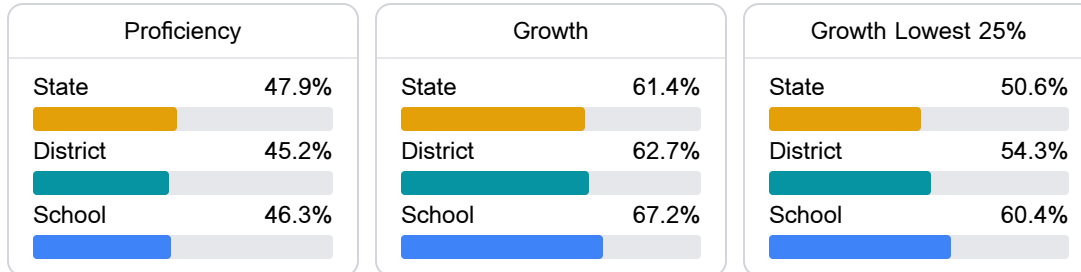 Proficiency
State 47.9%
District 45.2%
School 46.3%
Growth
State 61.4%
District 62.7%
School 67.2%
Growth Lowest 25%
State 50.6%
District 54.3%
School 60.4%